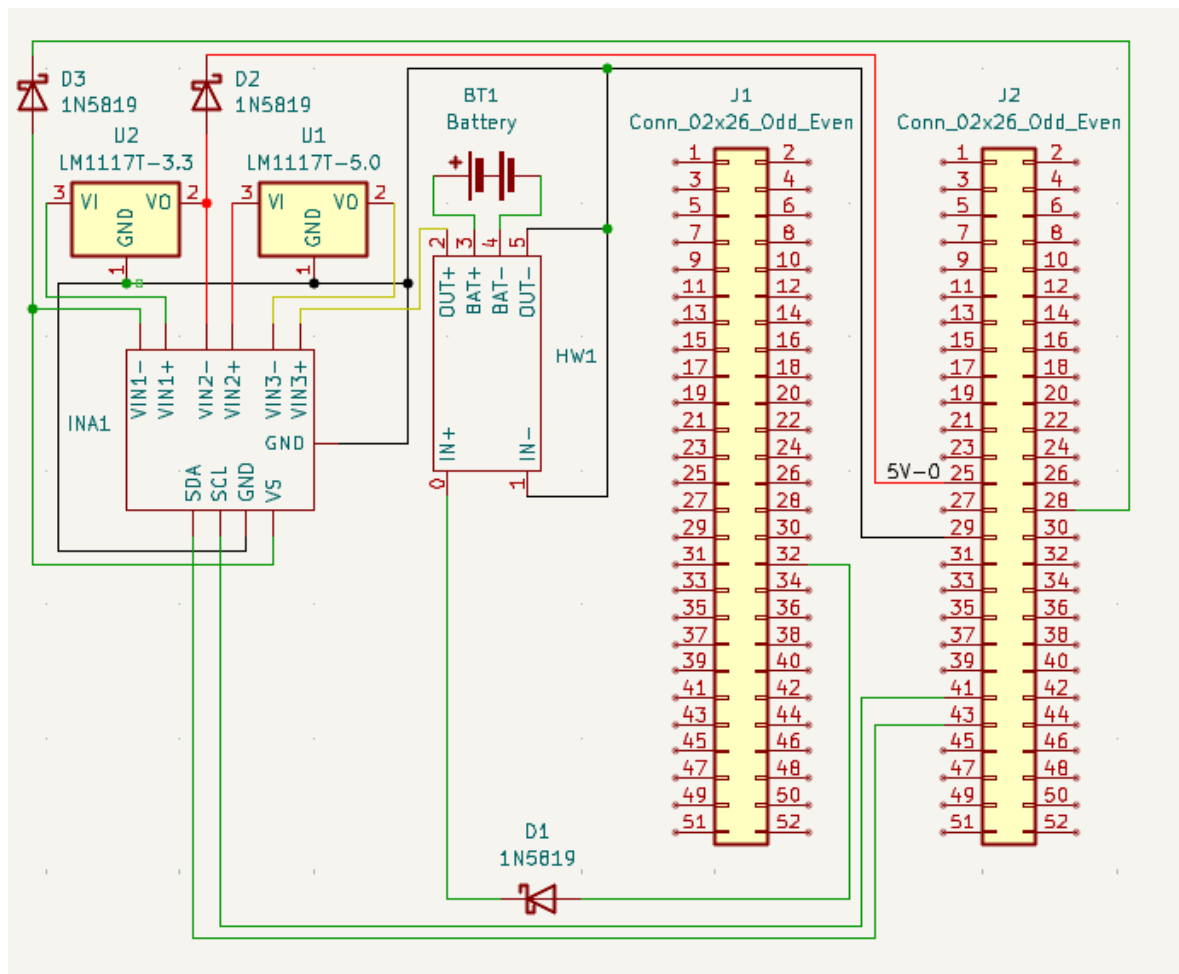 D3
1N5819
D2
1N5819
BT1
Battery
J1
Conn_02x26_Odd_Even
J2
Conn_02x26_Odd_Even
U2
LM1117T-3.3
U1
LM1117T-5.0
+
3 VI VO 2
GND
1
3 VI VO 2
GND
1
2 3 4 5
OUT+ BAT+ BAT- OUT-
HW1
IN+ IN-
0 1
INA1
VIN1- VIN1+ VIN2- VIN2+ VIN3- VIN3+
GND
SDA SCL GND VS
1 2
3 4
5 6
7 8
9 10
11 12
13 14
15 16
17 18
19 20
21 22
23 24
25 26
27 28
29 30
31 32
33 34
35 36
37 38
39 40
41 42
43 44
45 46
47 48
49 50
51 52
1 2
3 4
5 6
7 8
9 10
11 12
13 14
15 16
17 18
19 20
21 22
23 24
5V-0 25 26
27 28
29 30
31 32
33 34
35 36
37 38
39 40
41 42
43 44
45 46
47 48
49 50
51 52
D1
1N5819